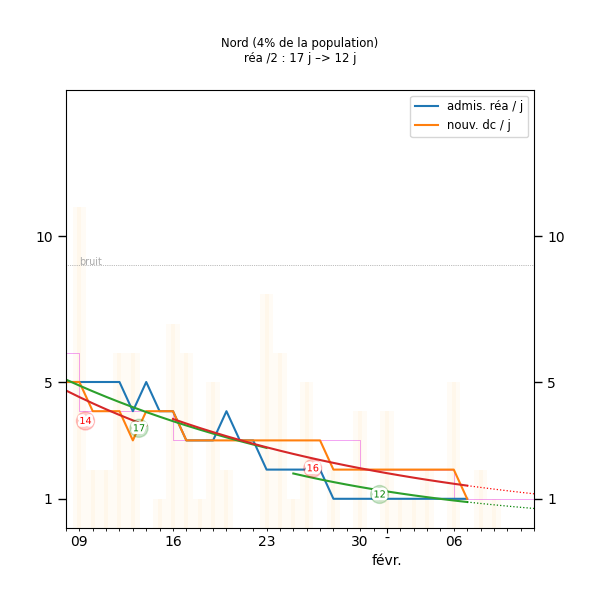 Nord (4% de la population)
réa /2 : 17 j –> 12 j
admis. réa / j
nouv. dc / j
10 10
bruit
5 5
14 17
16
12
1 1
09 16 23 30 - 06
févr.